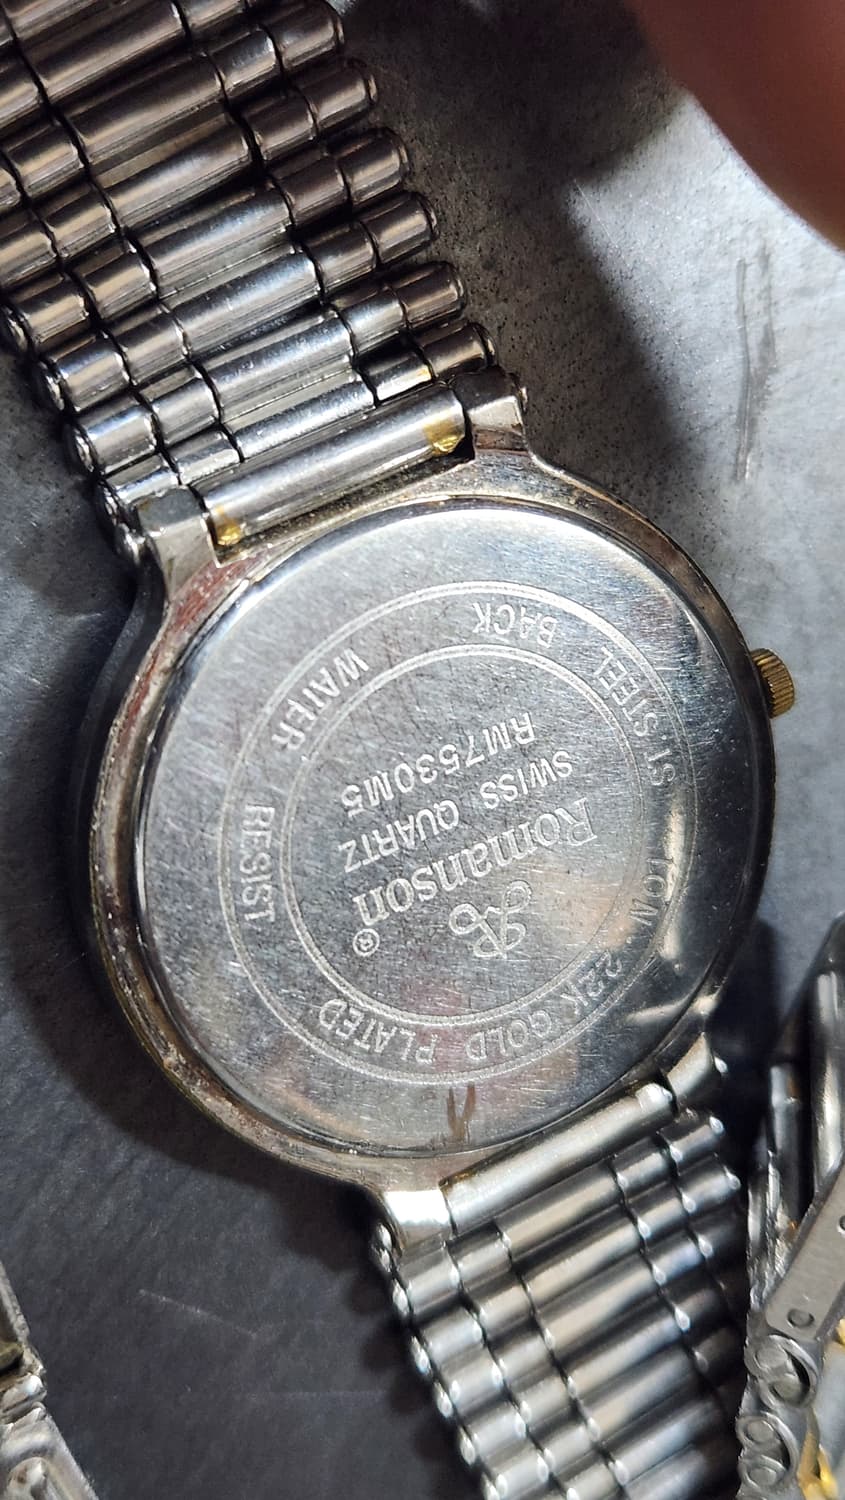 10M. 22K GOLD PLATED
Romanson®
SWISS QUARTZ
RM7530M5
ST. STEEL BACK WATER RESIST